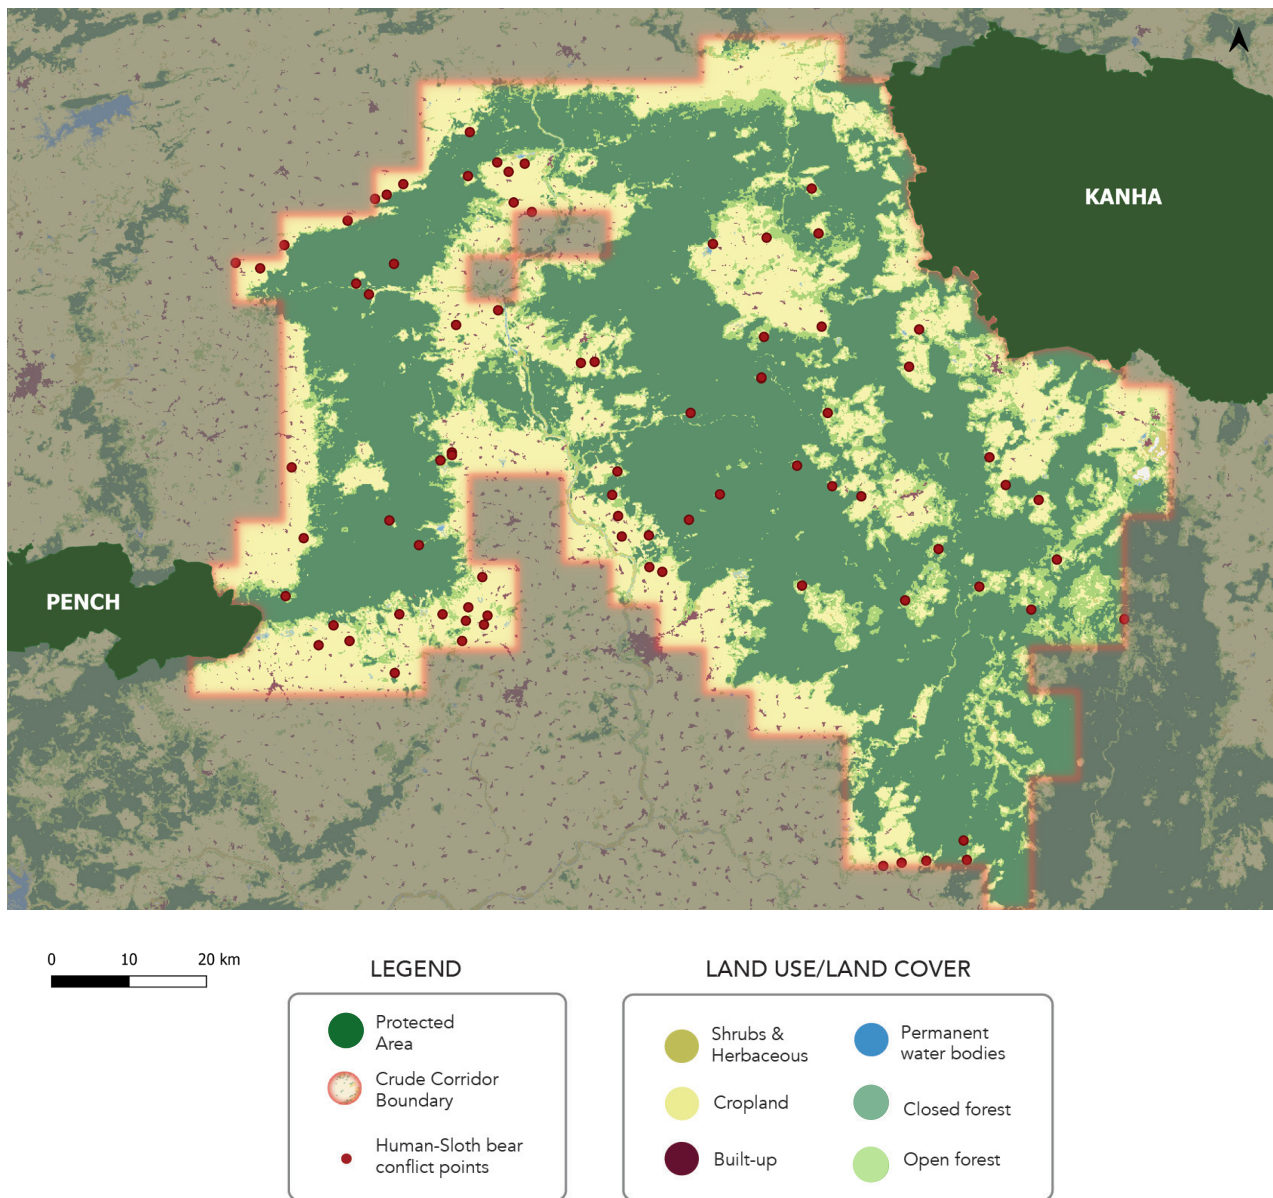 KANHA
PENCH
0 10 20 km
LEGEND
Protected
Area
Crude Corridor
Boundary
Human-Sloth bear
conflict points
LAND USE/LAND COVER
Shrubs &
Herbaceous
Cropland
Built-up
Permanent
water bodies
Closed forest
Open forest